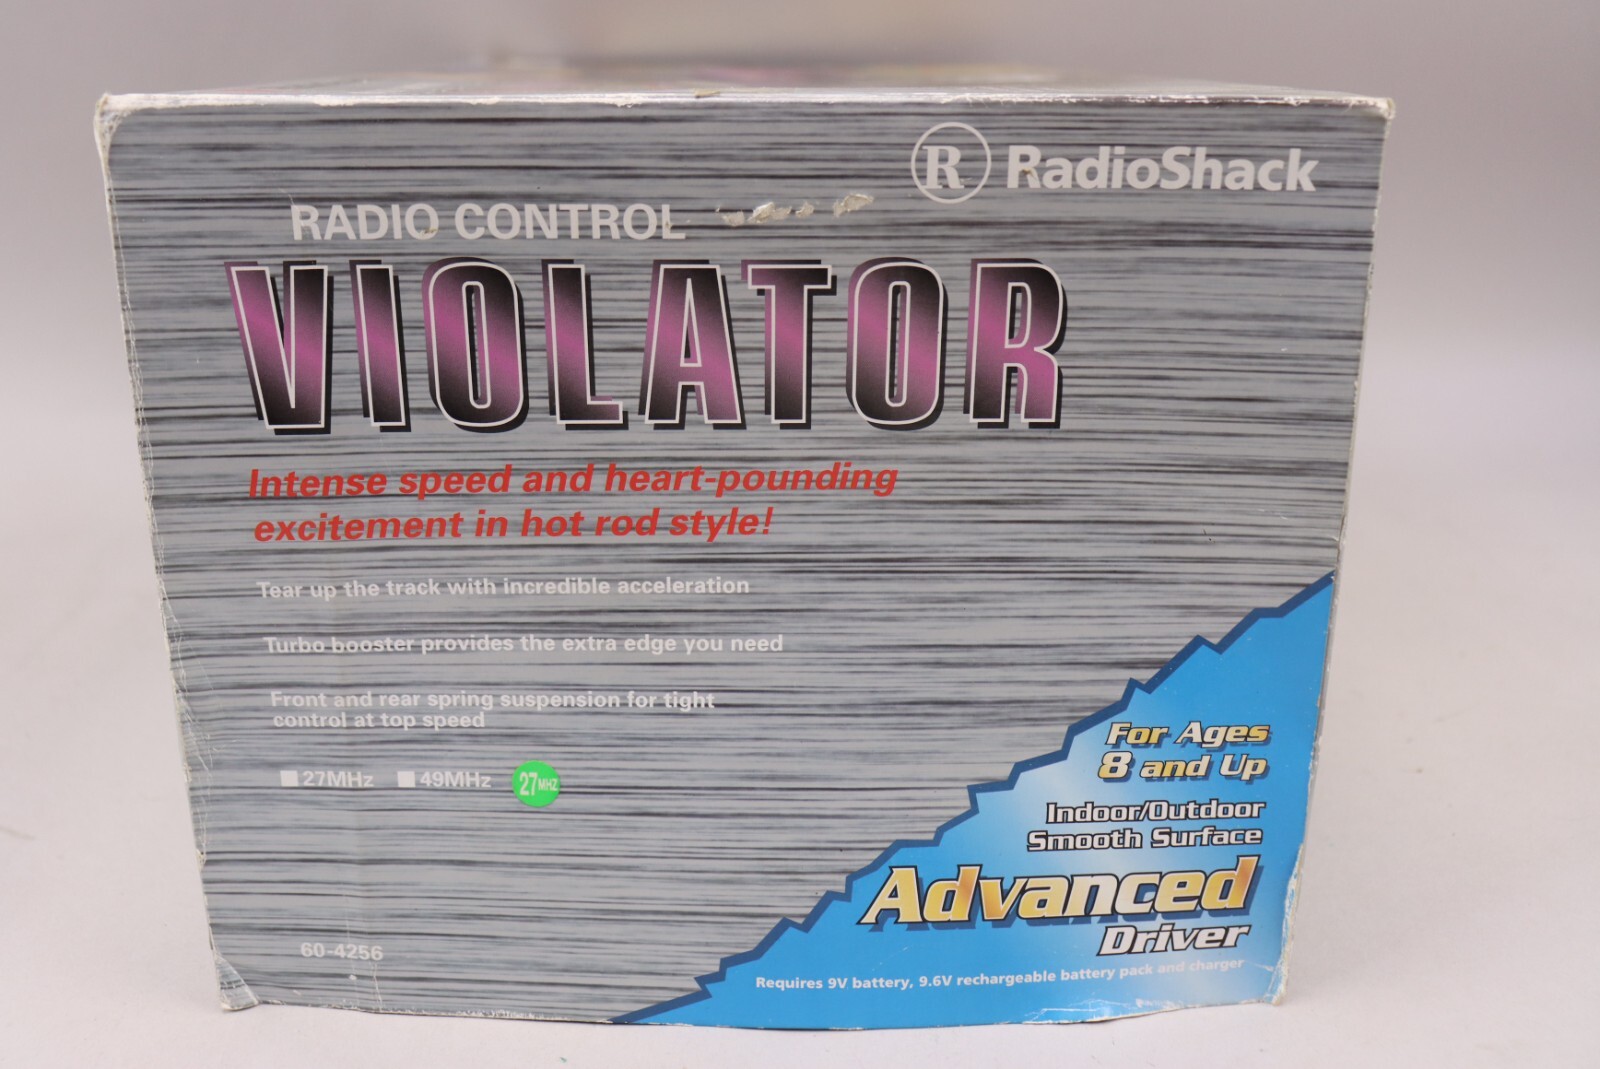 R RadioShack
RADIO CONTROL
VIOLATOR
Intense speed and heart-pounding
excitement in hot rod style!
Tear up the track with incredible acceleration
Turbo booster provides the extra edge you need
Front and rear spring suspension for tight
control at top speed
27MHz 49MHz 27MHZ
For Ages
8 and Up
Indoor/Outdoor
Smooth Surface
Advanced
Driver
60-4256
Requires 9V battery, 9.6V rechargeable battery pack and charger